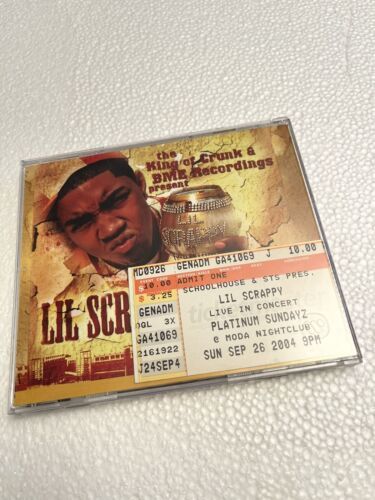 the
King of Crunk &
BME Recordings
present
LIL
SCRAPPY
LIL SCR
MD0926 GENADM GA41069 J 10.00
10.00 ADMIT ONE
$ 3.25 SCHOOLHOUSE & STS PRES.
GENADM LIL SCRAPPY
LIVE IN CONCERT
OGL 3X PLATINUM SUNDAYZ
GA41069 @ MODA NIGHTCLUB
2161922
J24SEP4 SUN SEP 26 2004 9PM